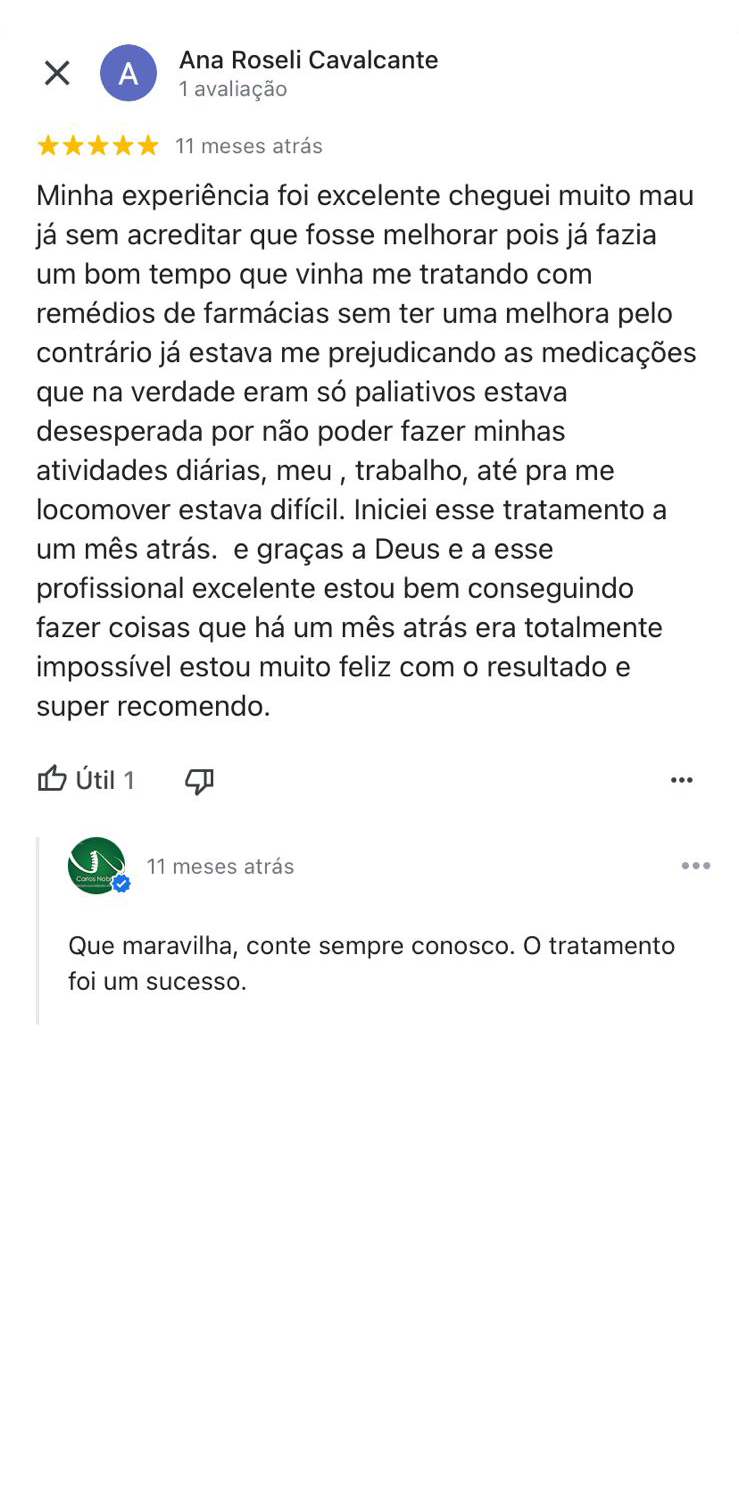 A
Ana Roseli Cavalcante
1 avaliação
11 meses atrás
Minha experiência foi excelente cheguei muito mau
já sem acreditar que fosse melhorar pois já fazia
um bom tempo que vinha me tratando com
remédios de farmácias sem ter uma melhora pelo
contrário já estava me prejudicando as medicações
que na verdade eram só paliativos estava
desesperada por não poder fazer minhas
atividades diárias, meu , trabalho, até pra me
locomover estava difícil. Iniciei esse tratamento a
um mês atrás.  e graças a Deus e a esse
profissional excelente estou bem conseguindo
fazer coisas que há um mês atrás era totalmente
impossível estou muito feliz com o resultado e
super recomendo.
Útil 1
Carlos
11 meses atrás
Que maravilha, conte sempre conosco. O tratamento
foi um sucesso.